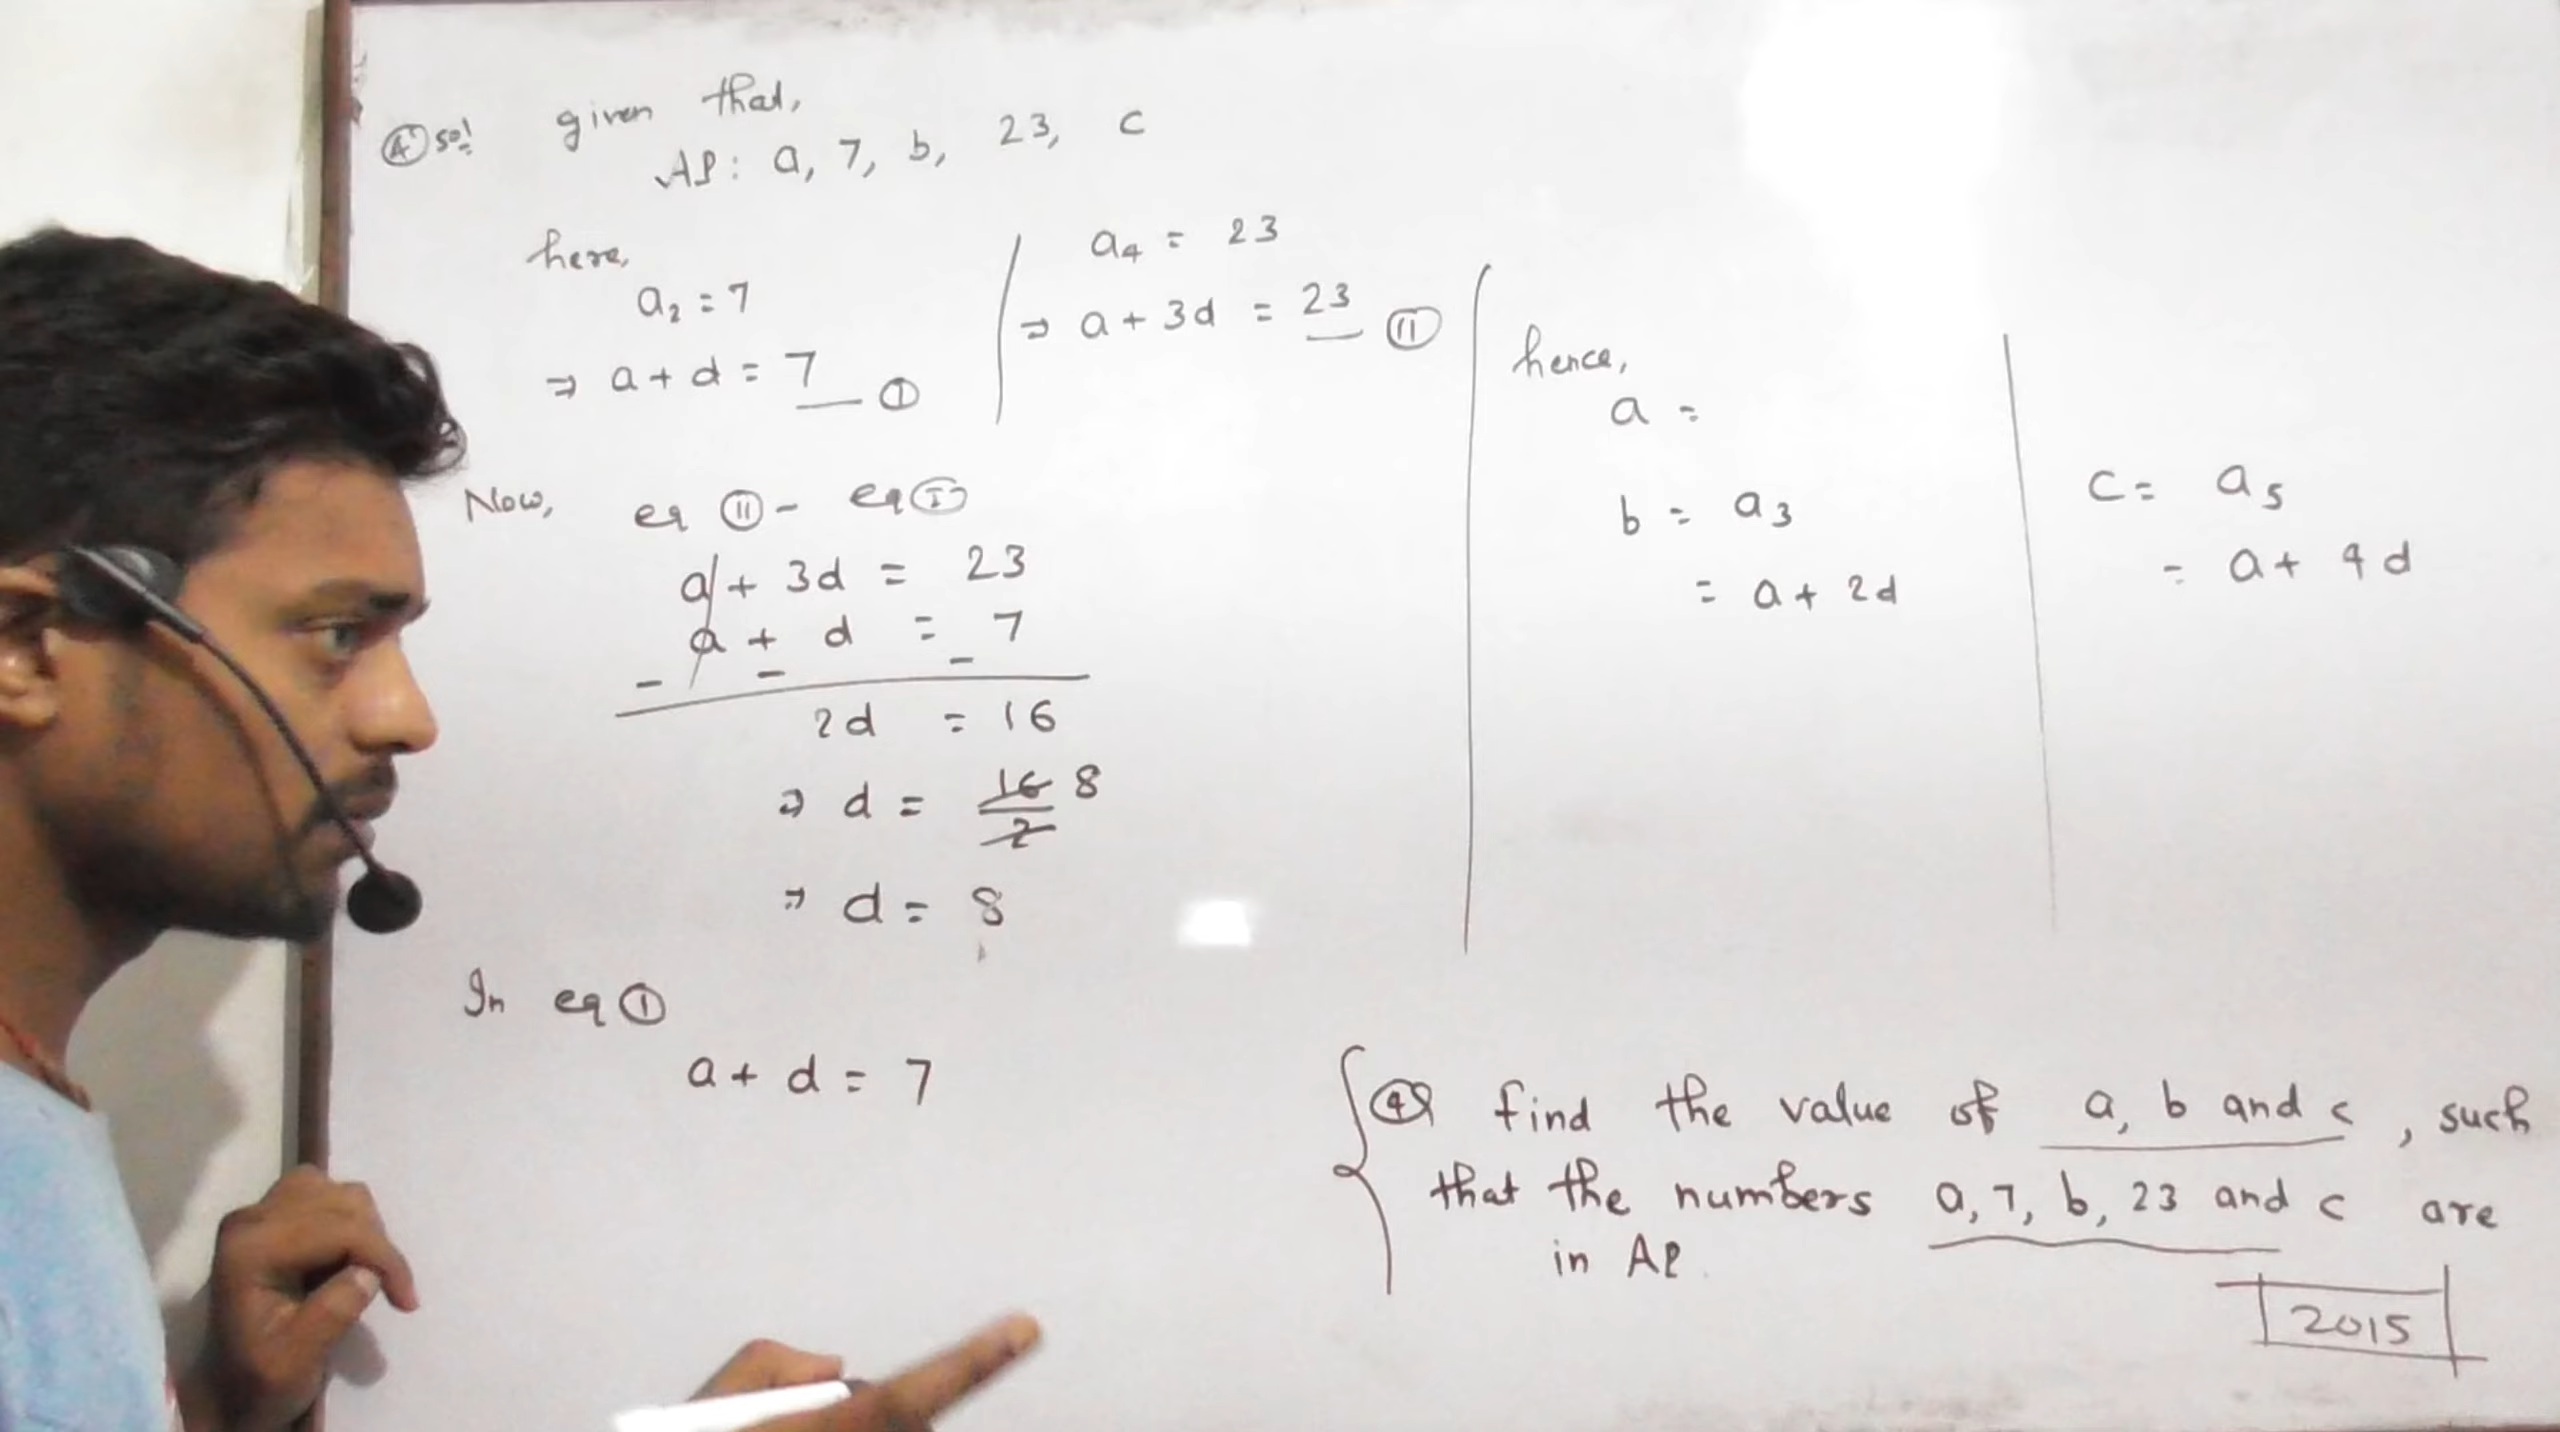 ④ sol given that,
AP: a, 7, b, 23, c
here,
a₂ = 7
⇒ a + d = 7 — ①
a₄ = 23
⇒ a + 3d = 23 — ⑪
Now, eq ⑪ - eq Ⓘ
a + 3d = 23
a + d = 7
- - -
2d = 16
⇒ d = 16/2 8
⇒ d = 8
In eq ①
a + d = 7
hence,
a =
b = a₃
= a + 2d
c = a₅
= a + 4d
④ find the value of a, b and c, such
that the numbers a, 7, b, 23 and c are
in AP.
2015